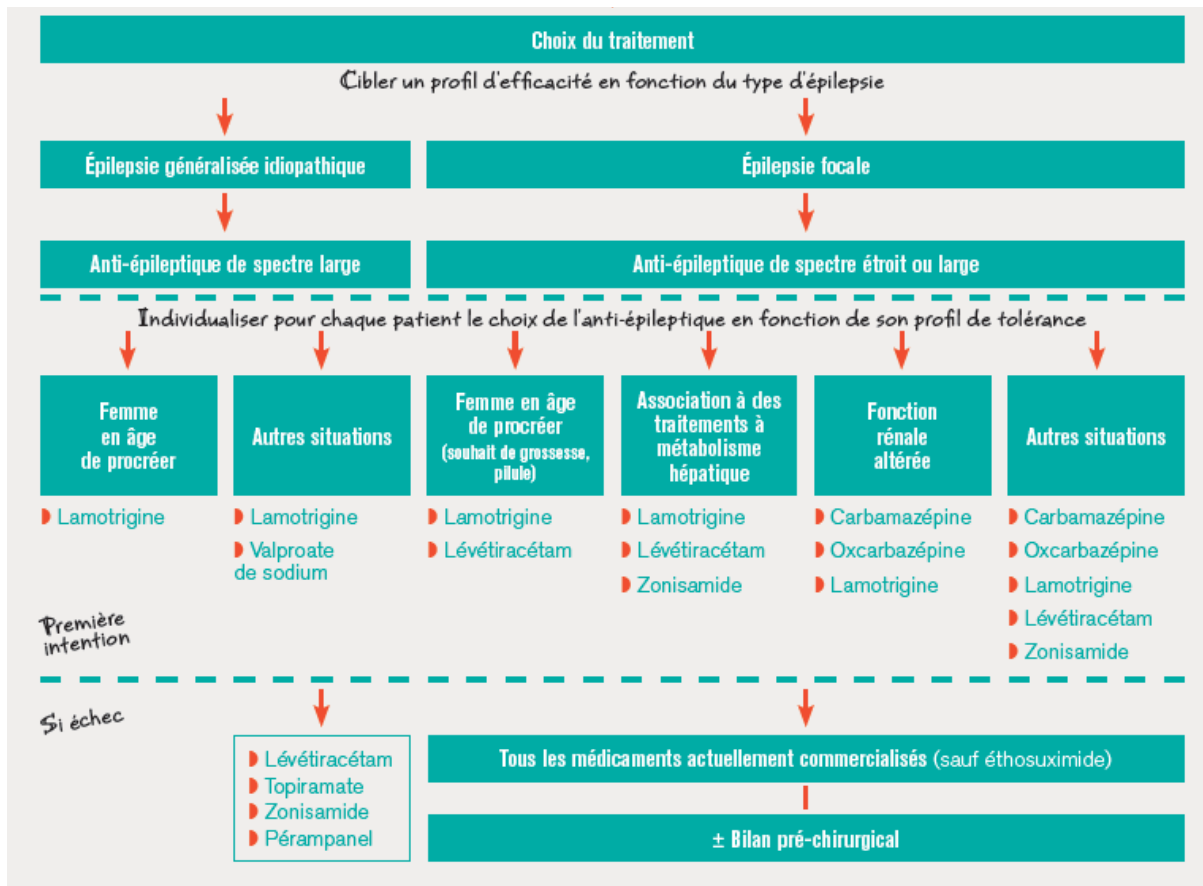 Choix du traitement
Cibler un profil d'efficacité en fonction du type d'épilepsie
Épilepsie généralisée idiopathique
Épilepsie focale
Anti-épileptique de spectre large
Anti-épileptique de spectre étroit ou large
Individualiser pour chaque patient le choix de l'anti-épileptique en fonction de son profil de tolérance
Femme
en âge
de procréer
Lamotrigine
Autres situations
Lamotrigine
Valproate
de sodium
Femme en âge
de procréer
(souhait de grossesse,
pilule)
Lamotrigine
Lévétiracétam
Association à des
traitements à
métabolisme
hépatique
Lamotrigine
Lévétiracétam
Zonisamide
Fonction
rénale
altérée
Carbamazépine
Oxcarbazépine
Lamotrigine
Autres situations
Carbamazépine
Oxcarbazépine
Lamotrigine
Lévétiracétam
Zonisamide
Première
intention
Si échec
Lévétiracétam
Topiramate
Zonisamide
Pérampanel
Tous les médicaments actuellement commercialisés (sauf éthosuximide)
± Bilan pré-chirurgical